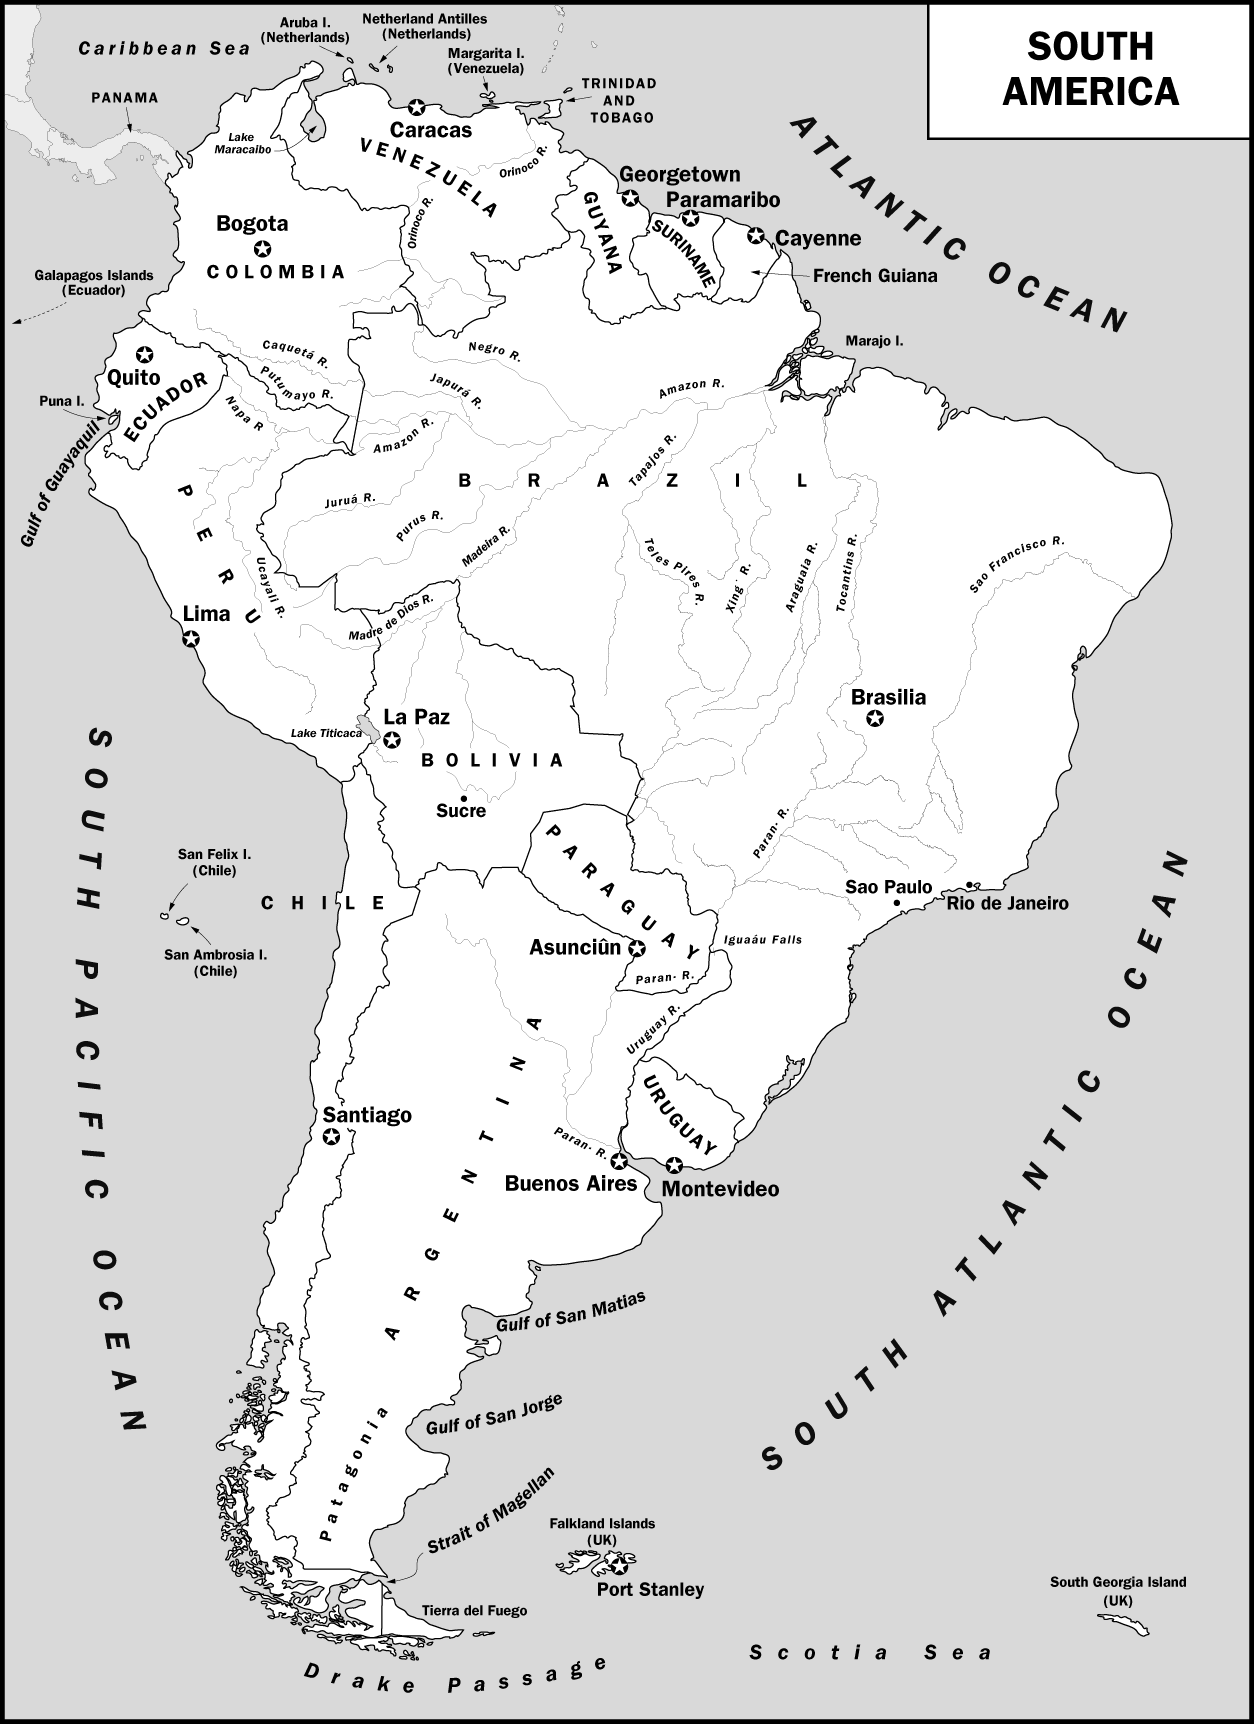 SOUTH
AMERICA
Caribbean Sea
Aruba I.
(Netherlands)
Netherland Antilles
(Netherlands)
Margarita I.
(Venezuela)
TRINIDAD
AND
TOBAGO
PANAMA
Lake
Maracaibo
Caracas
VENEZUELA
Orinoco R.
Orinoco R.
ATLANTIC OCEAN
Georgetown
Paramaribo
GUYANA
SURINAME
Cayenne
French Guiana
Bogota
COLOMBIA
Galapagos Islands
(Ecuador)
Quito
ECUADOR
Puna I.
Gulf of Guayaquill
Caquetá R.
Putumayo R.
Napa R
Negro R.
Japurá R.
Amazon R.
Amazon R.
Marajo I.
BRAZIL
Tapajos R.
Juruá R.
Purus R.
Madeira R.
Teles Pires R.
Xing´ R.
Araguaia R.
Tocantins R.
Sao Francisco R.
PERU
Ucayali R.
Lima
Madre de Dios R.
Brasilia
Lake Titicaca
La Paz
BOLIVIA
Sucre
SOUTH PACIFIC OCEAN
San Felix I.
(Chile)
San Ambrosia I.
(Chile)
CHILE
PARAGUAY
Paran- R.
Sao Paulo
Rio de Janeiro
Asunciûn
Iguaáu Falls
Paran- R.
Uruguay R.
URUGUAY
ARGENTINA
Santiago
Paran- R.
Buenos Aires
Montevideo
SOUTH ATLANTIC OCEAN
Gulf of San Matias
Gulf of San Jorge
Patagonia
Strait of Magellan
Falkland Islands
(UK)
Port Stanley
South Georgia Island
(UK)
Tierra del Fuego
Scotia Sea
Drake Passage